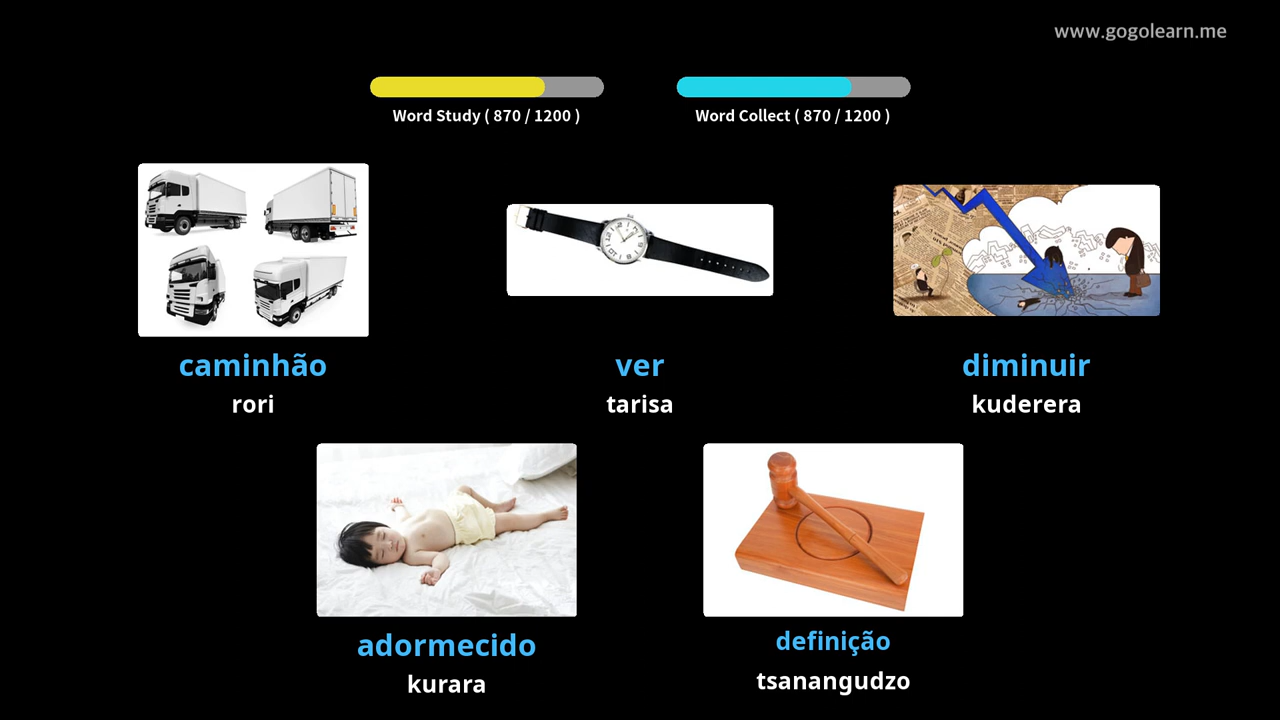 www.gogolearn.me
Word Study ( 870 / 1200 )
Word Collect ( 870 / 1200 )
caminhão
rori
ver
tarisa
diminuir
kuderera
adormecido
kurara
definição
tsanangudzo